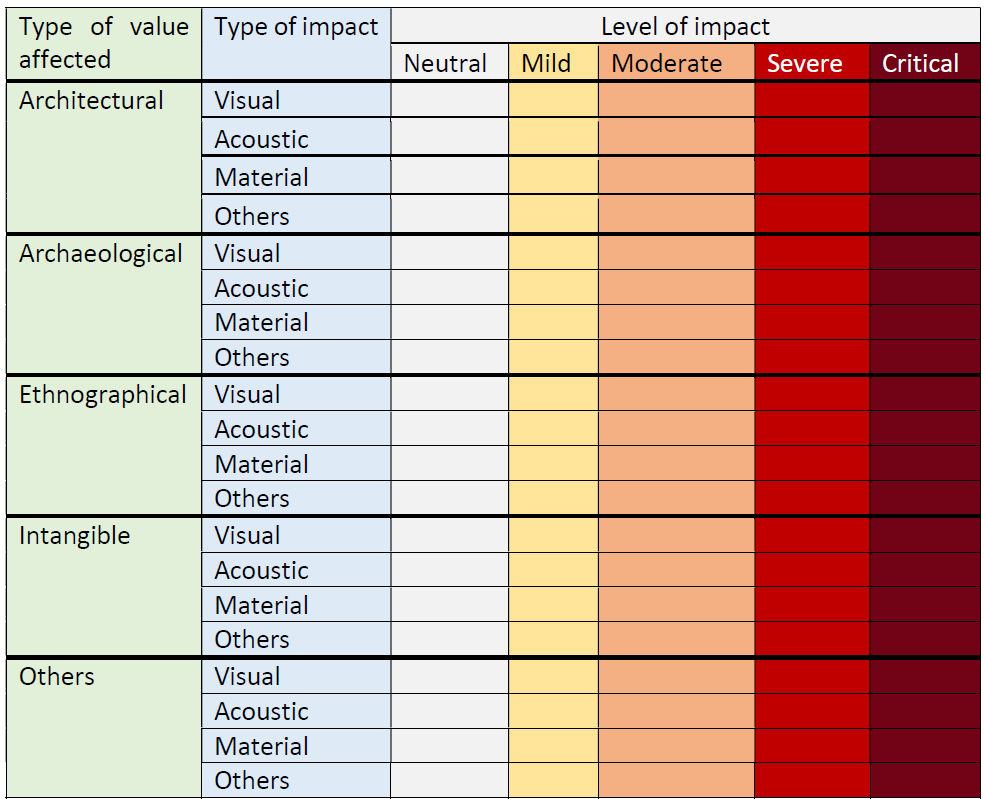 Type of value affected Type of impact Level of impact
Neutral Mild Moderate Severe Critical
Architectural Visual
Acoustic
Material
Others
Archaeological Visual
Acoustic
Material
Others
Ethnographical Visual
Acoustic
Material
Others
Intangible Visual
Acoustic
Material
Others
Others Visual
Acoustic
Material
Others